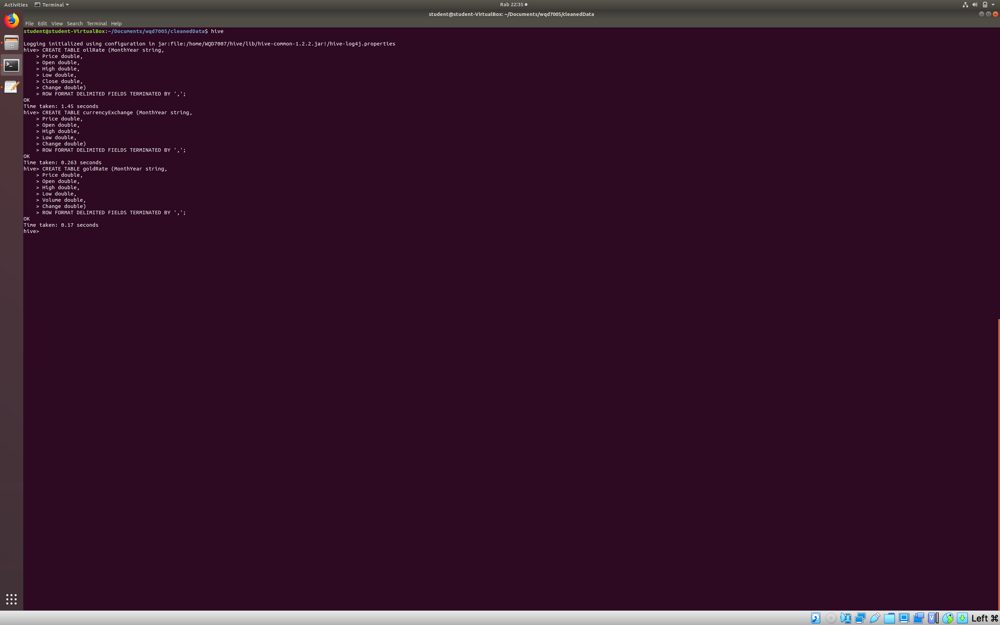 Activities Terminal Rab 22:35
student@student-VirtualBox: ~/Documents/wqd7005/cleanedData
File Edit View Search Terminal Help
student@student-VirtualBox:~/Documents/wqd7005/cleanedData$ hive
Logging initialized using configuration in jar:file:/home/WQD7007/hive/lib/hive-common-1.2.2.jar!/hive-log4j.properties
hive> CREATE TABLE oilRate (MonthYear string,
    > Price double,
    > Open double,
    > High double,
    > Low double,
    > Close double,
    > Change double)
    > ROW FORMAT DELIMITED FIELDS TERMINATED BY ',';
OK
Time taken: 1.45 seconds
hive> CREATE TABLE currencyExchange (MonthYear string,
    > Price double,
    > Open double,
    > High double,
    > Low double,
    > Change double)
    > ROW FORMAT DELIMITED FIELDS TERMINATED BY ',';
OK
Time taken: 0.263 seconds
hive> CREATE TABLE goldRate (MonthYear string,
    > Price double,
    > Open double,
    > High double,
    > Low double,
    > Volume double,
    > Change double)
    > ROW FORMAT DELIMITED FIELDS TERMINATED BY ',';
OK
Time taken: 0.17 seconds
hive>
Left ⌘